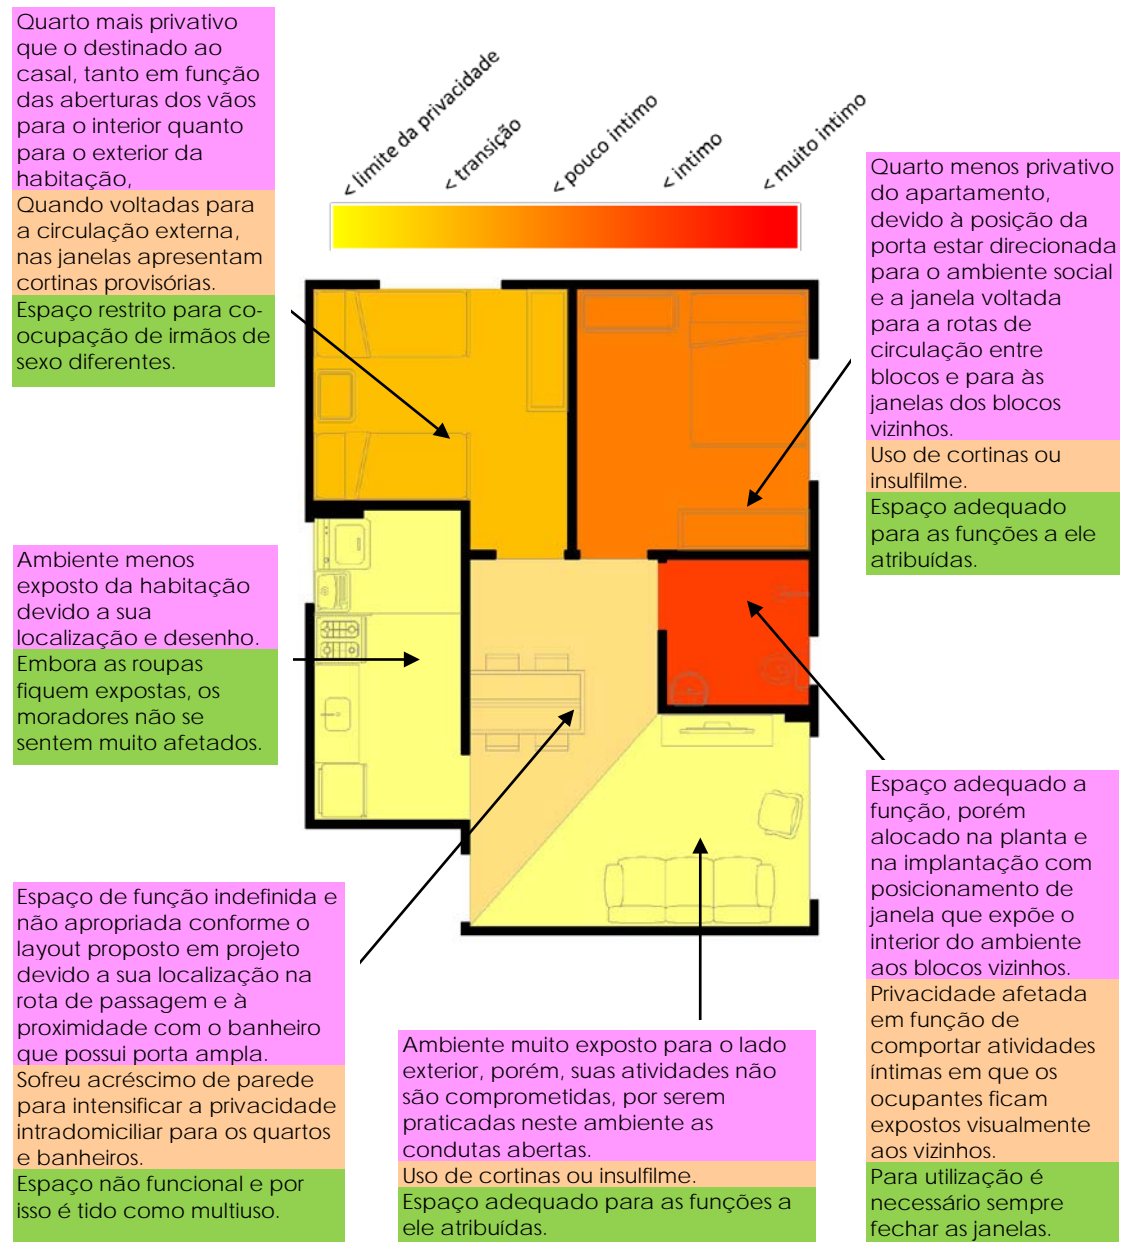 Quarto mais privativo
que o destinado ao
casal, tanto em função
das aberturas dos vãos
para o interior quanto
para o exterior da
habitação,
Quando voltadas para
a circulação externa,
nas janelas apresentam
cortinas provisórias.
Espaço restrito para co-
ocupação de irmãos de
sexo diferentes.
< limite da privacidade
< transição
< pouco intimo
< intimo
< muito intimo
Quarto menos privativo
do apartamento,
devido à posição da
porta estar direcionada
para o ambiente social
e a janela voltada
para a rotas de
circulação entre
blocos e para às
janelas dos blocos
vizinhos.
Uso de cortinas ou
insulfilme.
Espaço adequado
para as funções a ele
atribuídas.
Ambiente menos
exposto da habitação
devido a sua
localização e desenho.
Embora as roupas
fiquem expostas, os
moradores não se
sentem muito afetados.
Espaço adequado a
função, porém
alocado na planta e
na implantação com
posicionamento de
janela que expõe o
interior do ambiente
aos blocos vizinhos.
Privacidade afetada
em função de
comportar atividades
íntimas em que os
ocupantes ficam
expostos visualmente
aos vizinhos.
Para utilização é
necessário sempre
fechar as janelas.
Espaço de função indefinida e
não apropriada conforme o
layout proposto em projeto
devido a sua localização na
rota de passagem e à
proximidade com o banheiro
que possui porta ampla.
Sofreu acréscimo de parede
para intensificar a privacidade
intradomiciliar para os quartos
e banheiros.
Espaço não funcional e por
isso é tido como multiuso.
Ambiente muito exposto para o lado
exterior, porém, suas atividades não
são comprometidas, por serem
praticadas neste ambiente as
condutas abertas.
Uso de cortinas ou insulfilme.
Espaço adequado para as funções a
ele atribuídas.